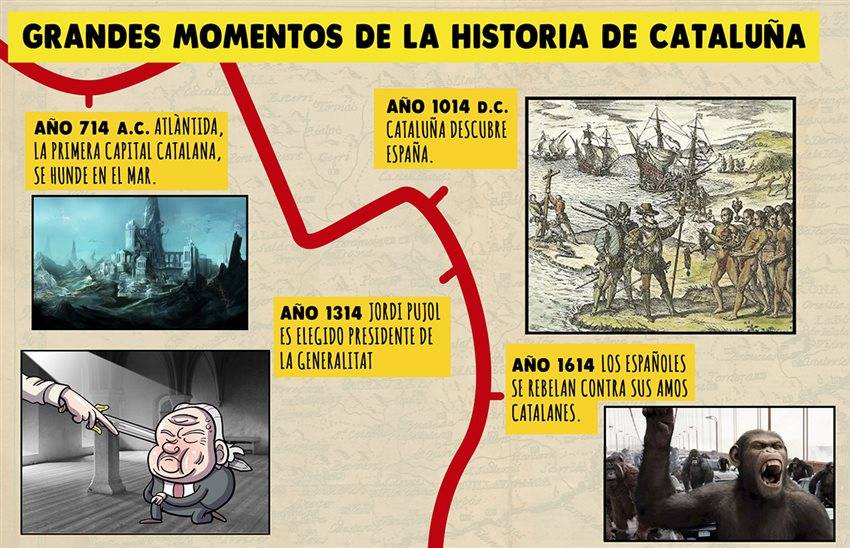 GRANDES MOMENTOS DE LA HISTORIA DE CATALUÑA
AÑO 714 A.C. ATLÀNTIDA,
LA PRIMERA CAPITAL CATALANA,
SE HUNDE EN EL MAR.
AÑO 1014 D.C.
CATALUÑA DESCUBRE
ESPAÑA.
AÑO 1314 JORDI PUJOL
ES ELEGIDO PRESIDENTE DE
LA GENERALITAT
AÑO 1614 LOS ESPAÑOLES
SE REBELAN CONTRA SUS AMOS
CATALANES.